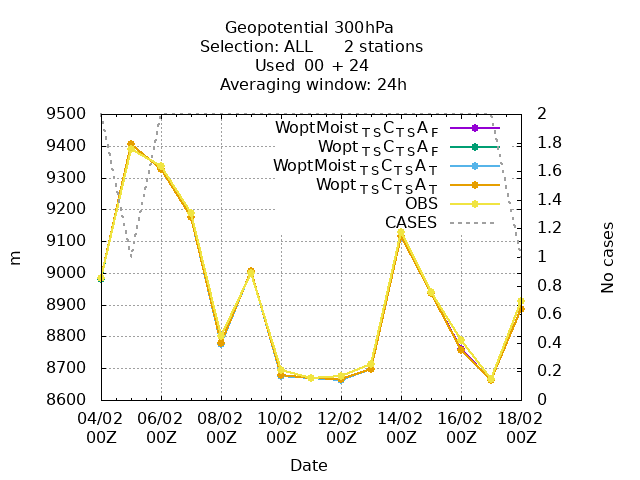 Geopotential 300hPa
Selection: ALL 2 stations
Used 00 + 24
Averaging window: 24h
9500
9400
9300
9200
9100
9000
8900
8800
8700
8600
m
2
1.8
1.6
1.4
1.2
1
0.8
0.6
0.4
0.2
0
No cases
WoptMoist TS C TS A F
Wopt TS C TS A F
WoptMoist TS C TS A T
Wopt TS C TS A T
OBS
CASES
04/02 06/02 08/02 10/02 12/02 14/02 16/02 18/02
00Z 00Z 00Z 00Z 00Z 00Z 00Z 00Z
Date